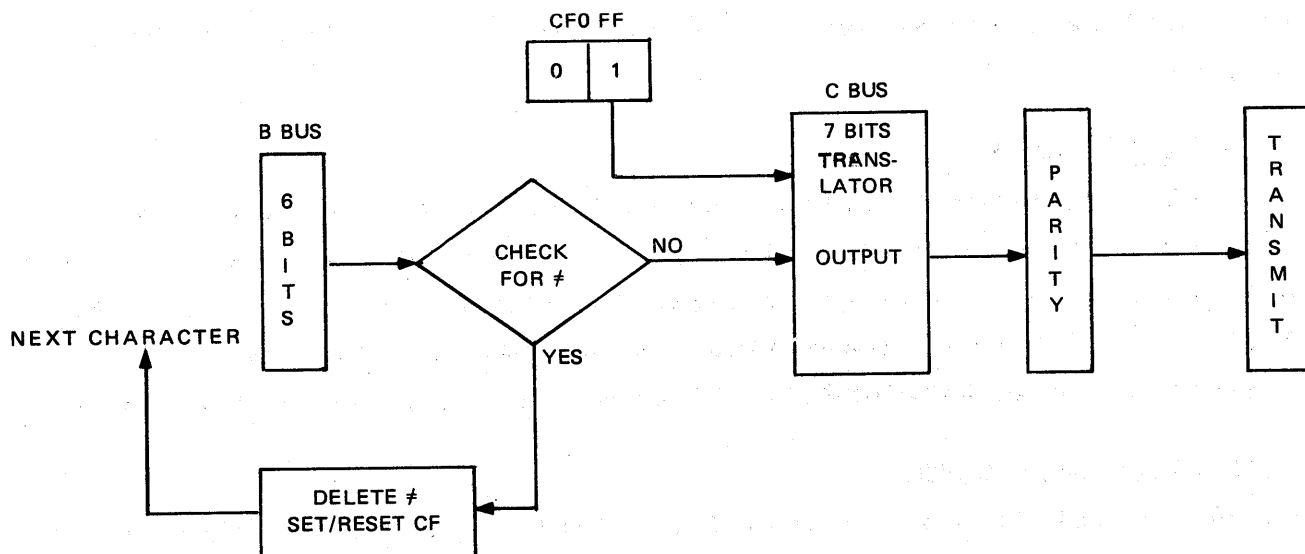 CF0 FF
0 1
C BUS
7 BITS
TRANS-
LATOR
OUTPUT
B BUS
6
B
I
T
S
CHECK
FOR ≠
NO
YES
NEXT CHARACTER
DELETE ≠
SET/RESET CF
P
A
R
I
T
Y
T
R
A
N
S
M
I
T